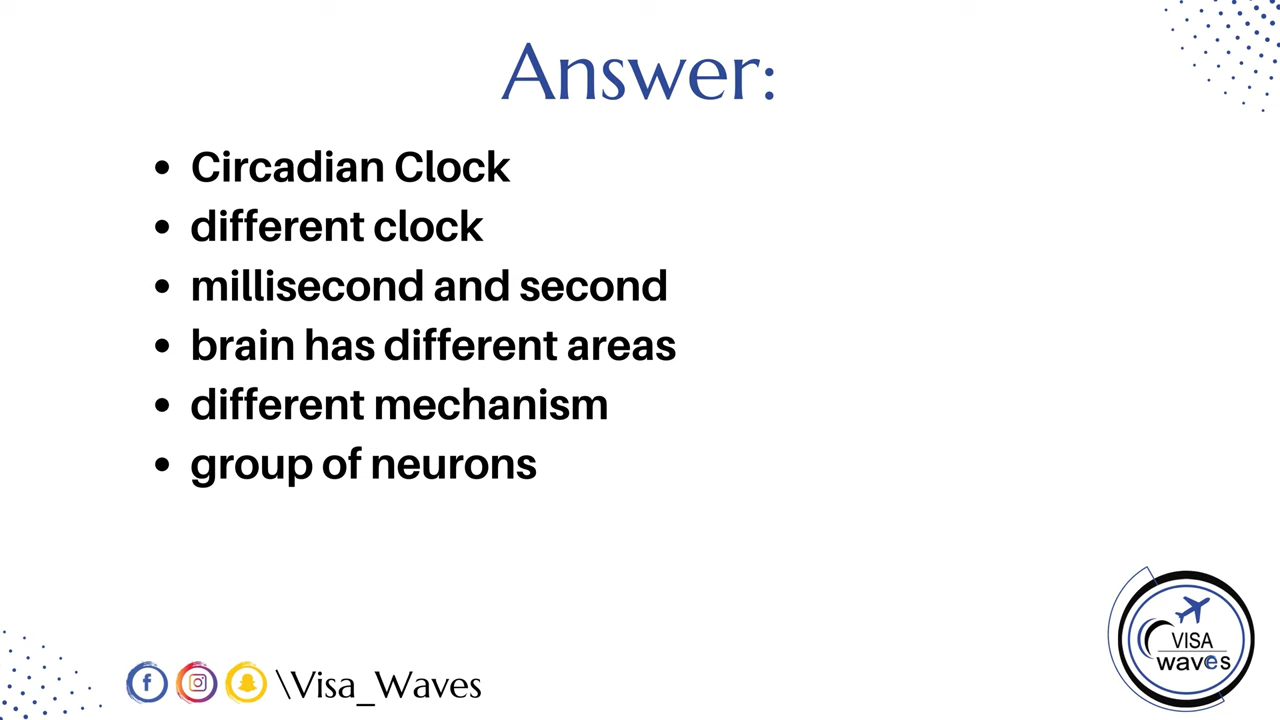 Answer:
• Circadian Clock
• different clock
• millisecond and second
• brain has different areas
• different mechanism
• group of neurons
\Visa_Waves
VISA
waves